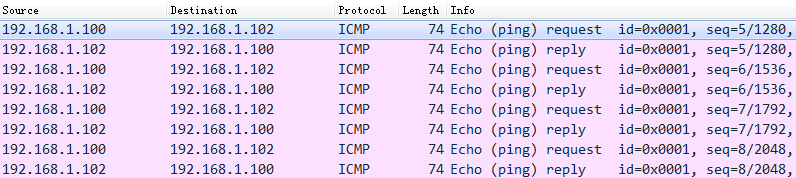 Source Destination Protocol Length Info
192.168.1.100 192.168.1.102 ICMP 74 Echo (ping) request id=0x0001, seq=5/1280,
192.168.1.102 192.168.1.100 ICMP 74 Echo (ping) reply id=0x0001, seq=5/1280,
192.168.1.100 192.168.1.102 ICMP 74 Echo (ping) request id=0x0001, seq=6/1536,
192.168.1.102 192.168.1.100 ICMP 74 Echo (ping) reply id=0x0001, seq=6/1536,
192.168.1.100 192.168.1.102 ICMP 74 Echo (ping) request id=0x0001, seq=7/1792,
192.168.1.102 192.168.1.100 ICMP 74 Echo (ping) reply id=0x0001, seq=7/1792,
192.168.1.100 192.168.1.102 ICMP 74 Echo (ping) request id=0x0001, seq=8/2048,
192.168.1.102 192.168.1.100 ICMP 74 Echo (ping) reply id=0x0001, seq=8/2048,